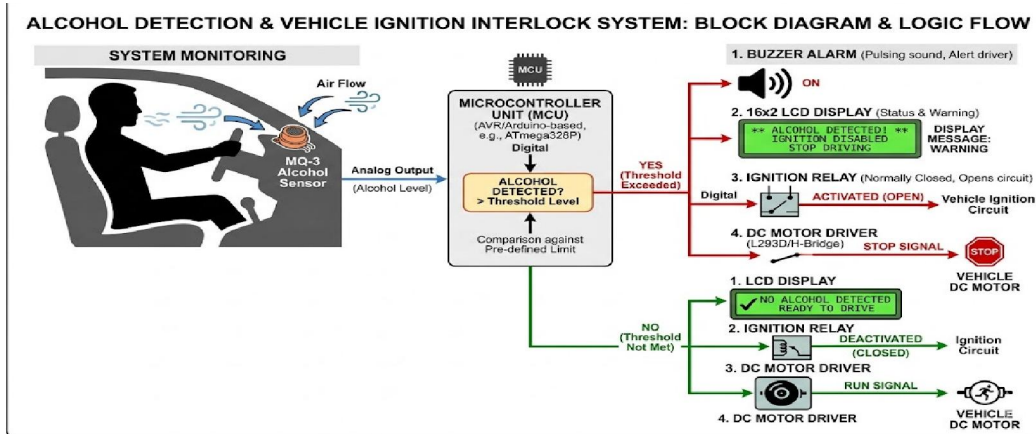 ALCOHOL DETECTION & VEHICLE IGNITION INTERLOCK SYSTEM: BLOCK DIAGRAM & LOGIC FLOW
SYSTEM MONITORING
Air Flow
MQ-3
Alcohol
Sensor
Analog Output
(Alcohol Level)
MCU
MICROCONTROLLER
UNIT (MCU)
(AVR/Arduino-based,
e.g., ATmega328P)
Digital
ALCOHOL
DETECTED?
> Threshold Level
Comparison against
Pre-defined Limit
YES
(Threshold
Exceeded)
1. BUZZER ALARM (Pulsing sound, Alert driver)
ON
2. 16x2 LCD DISPLAY (Status & Warning)
** ALCOHOL DETECTED! **
IGNITION DISABLED
STOP DRIVING
DISPLAY
MESSAGE:
WARNING
3. IGNITION RELAY (Normally Closed, Opens circuit)
Digital
ACTIVATED (OPEN)
Vehicle Ignition
Circuit
4. DC MOTOR DRIVER
(L293D/H-Bridge)
STOP SIGNAL
STOP
VEHICLE
DC MOTOR
NO
(Threshold
Not Met)
1. LCD DISPLAY
NO ALCOHOL DETECTED
READY TO DRIVE
2. IGNITION RELAY
DEACTIVATED
(CLOSED)
Ignition
Circuit
3. DC MOTOR DRIVER
RUN SIGNAL
4. DC MOTOR DRIVER
VEHICLE
DC MOTOR